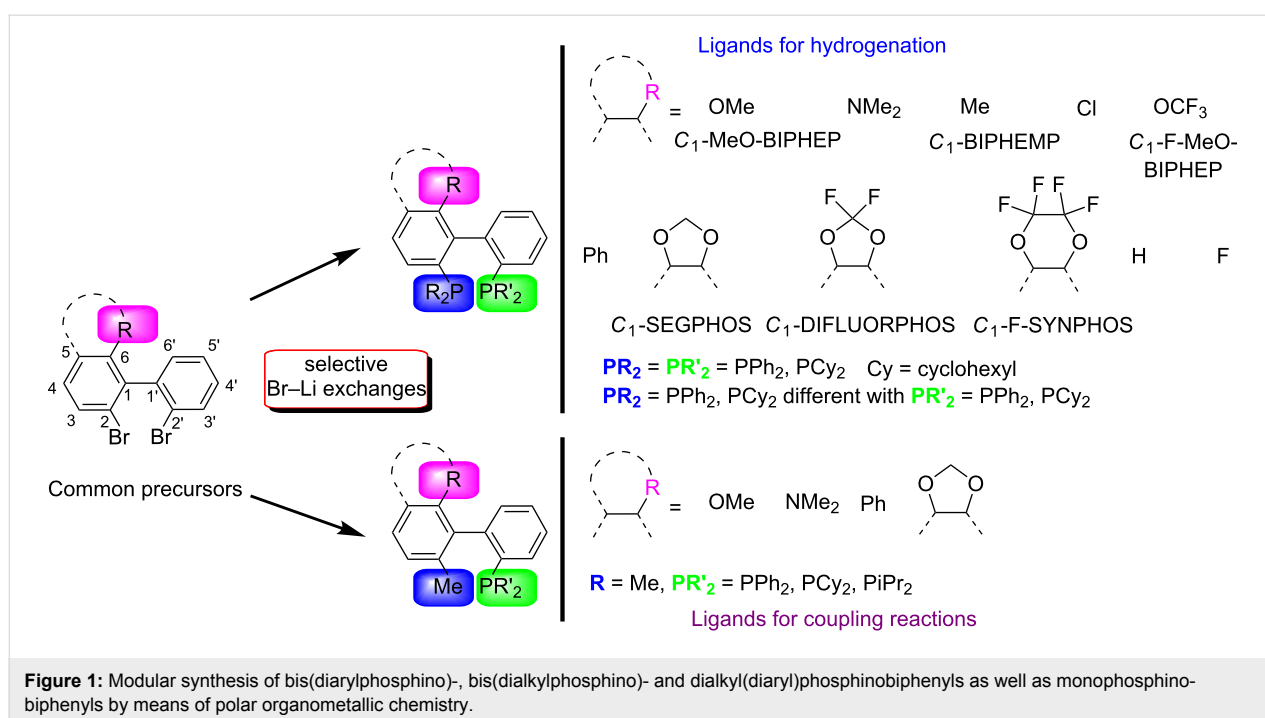 Ligands for hydrogenation
R
= OMe NMe2 Me Cl OCF3
C1-MeO-BIPHEP C1-BIPHEMP C1-F-MeO-
BIPHEP
R
R2P PR'2
F F
O O
F F
F F
O O
O O
Ph H F
C1-SEGPHOS C1-DIFLUORPHOS C1-F-SYNPHOS
PR2 = PR'2 = PPh2, PCy2 Cy = cyclohexyl
PR2 = PPh2, PCy2 different with PR'2 = PPh2, PCy2
R
5 6 6' 5'
4 1 1' 4'
3 2 2' 3'
Br Br
Common precursors
selective
Br–Li exchanges
R
Me PR'2
R
= OMe NMe2 Ph
O O
R = Me, PR'2 = PPh2, PCy2, PiPr2
Ligands for coupling reactions
Figure 1: Modular synthesis of bis(diarylphosphino)-, bis(dialkylphosphino)- and dialkyl(diaryl)phosphinobiphenyls as well as monophosphino-
biphenyls by means of polar organometallic chemistry.